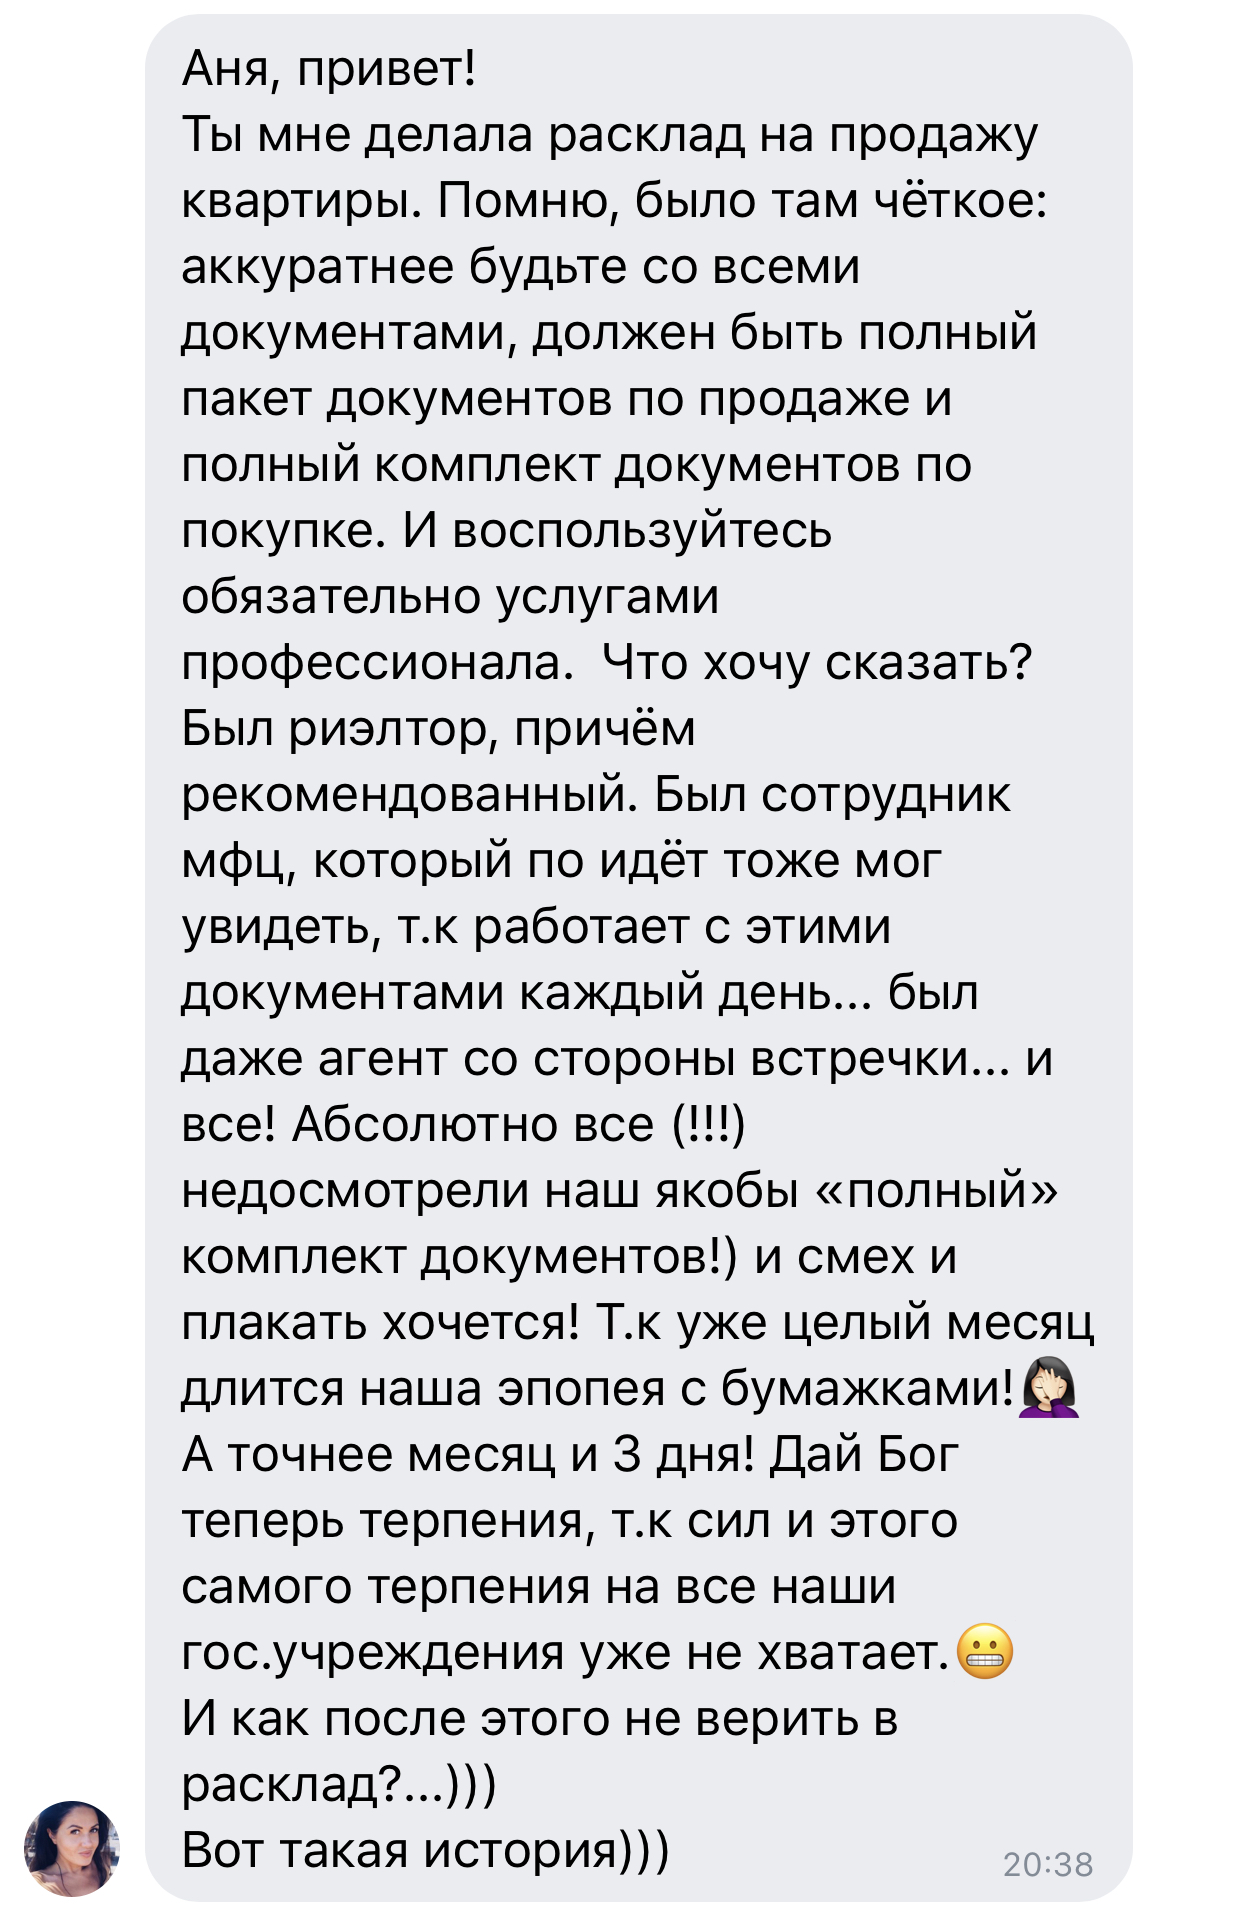 Аня, привет!
Ты мне делала расклад на продажу
квартиры. Помню, было там чёткое:
аккуратнее будьте со всеми
документами, должен быть полный
пакет документов по продаже и
полный комплект документов по
покупке. И воспользуйтесь
обязательно услугами
профессионала.  Что хочу сказать?
Был риэлтор, причём
рекомендованный. Был сотрудник
мфц, который по идёт тоже мог
увидеть, т.к работает с этими
документами каждый день... был
даже агент со стороны встречки... и
все! Абсолютно все (!!!)
недосмотрели наш якобы «полный»
комплект документов!) и смех и
плакать хочется! Т.к уже целый месяц
длится наша эпопея с бумажками!🤦🏻‍♀️
А точнее месяц и 3 дня! Дай Бог
теперь терпения, т.к сил и этого
самого терпения на все наши
гос.учреждения уже не хватает.😬
И как после этого не верить в
расклад?...)))
Вот такая история)))
20:38